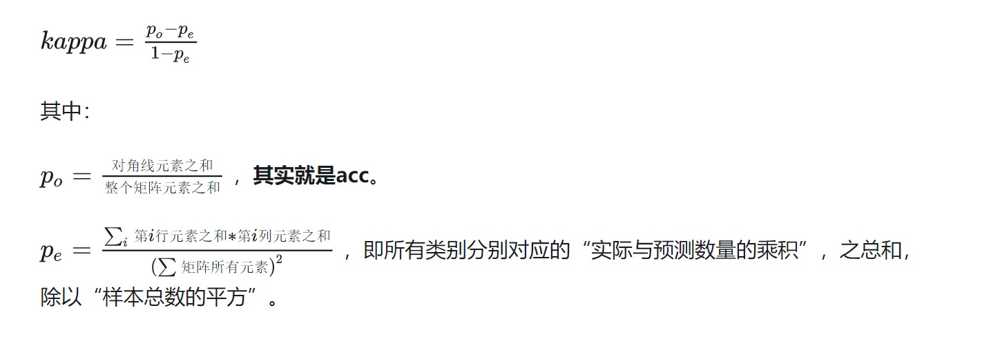 kappa = \frac{p_o - p_e}{1 - p_e}
其中：
p_o = \frac{对角线元素之和}{整个矩阵元素之和} ，其实就是acc。
p_e = \frac{\sum_i 第i行元素之和*第i列元素之和}{(\sum 矩阵所有元素)^2} ，即所有类别分别对应的“实际与预测数量的乘积”，之总和，
除以“样本总数的平方”。